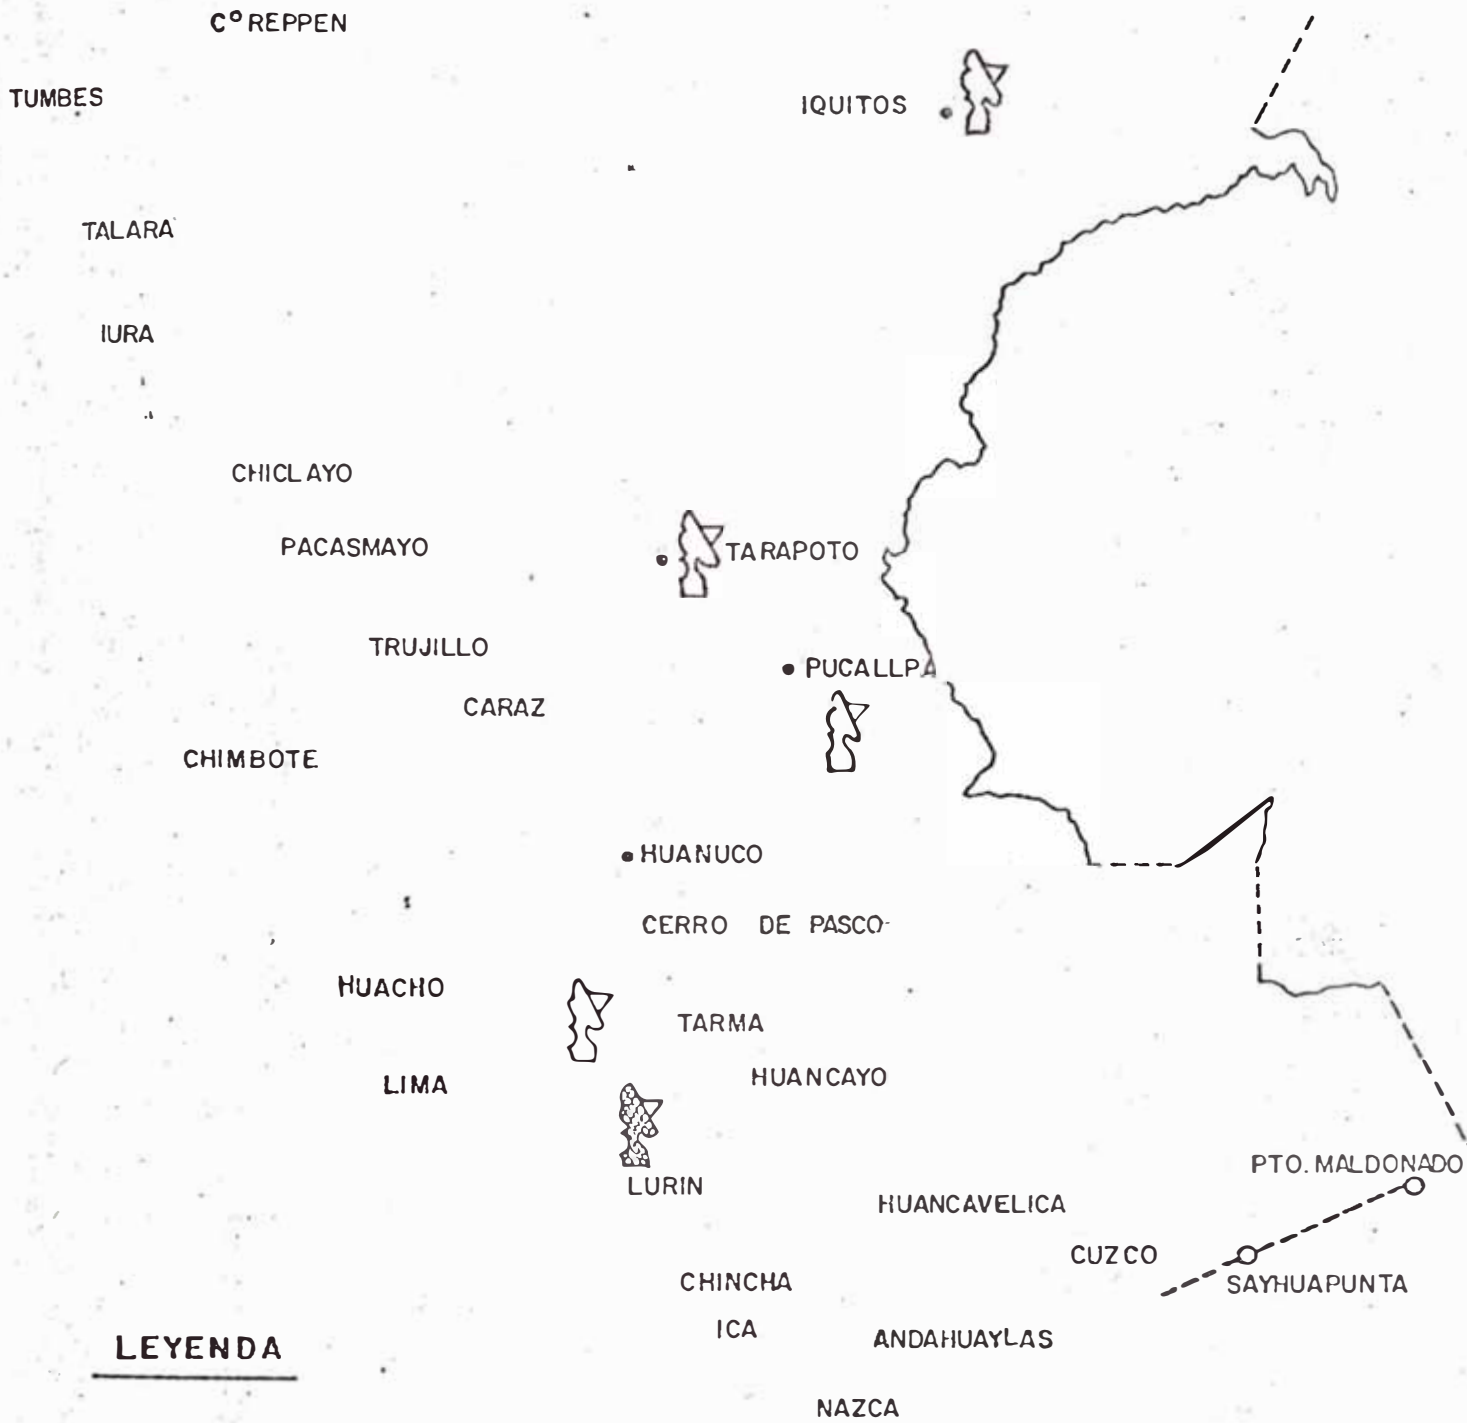 Cº REPPEN
TUMBES
IQUITOS
TALARA
IURA
CHICLAYO
PACASMAYO
TARAPOTO
TRUJILLO
PUCALLPA
CARAZ
CHIMBOTE
HUANUCO
CERRO DE PASCO
HUACHO
TARMA
LIMA
HUANCAYO
PTO. MALDONADO
LURIN
HUANCAVELICA
CUZCO
CHINCHA
SAYHUAPUNTA
ICA
ANDAHUAYLAS
LEYENDA
NAZCA